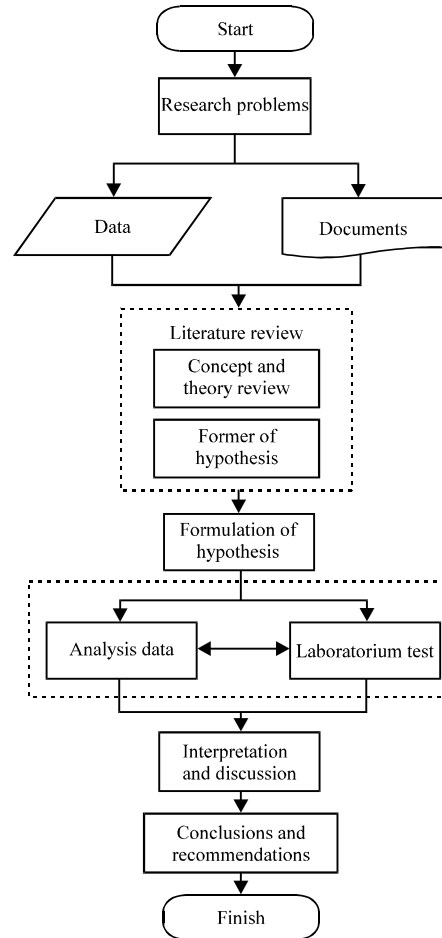 Start
Research problems
Data
Documents
Literature review
Concept and
theory review
Former of
hypothesis
Formulation of
hypothesis
Analysis data
Laboratorium test
Interpretation
and discussion
Conclusions and
recommendations
Finish